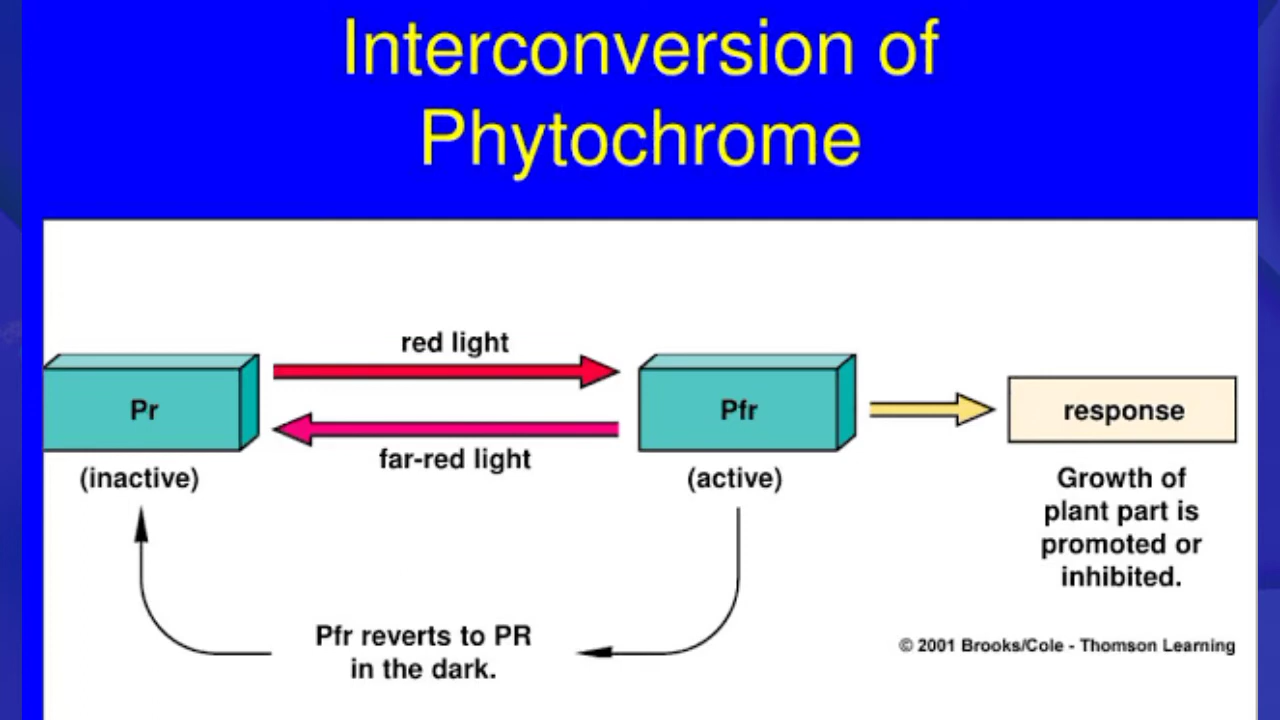 Interconversion of
Phytochrome
red light
Pr
Pfr
response
far-red light
(inactive)
(active)
Growth of
plant part is
promoted or
inhibited.
Pfr reverts to PR
in the dark.
© 2001 Brooks/Cole - Thomson Learning